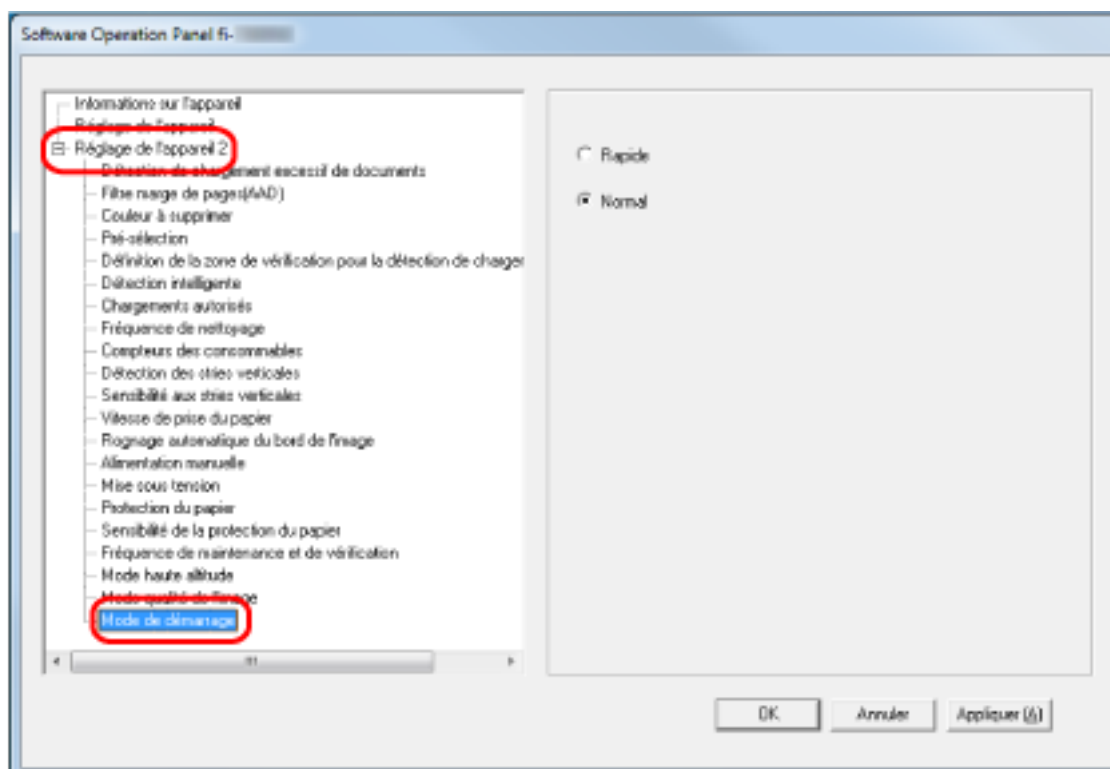 Software Operation Panel fi-
Informations sur l'appareil
Réglage de l'appareil
Réglage de l'appareil 2
Détection de chargement excessif de documents
Filtre marge de pages(AAD)
Couleur à supprimer
Pré-sélection
Définition de la zone de vérification pour la détection de charger
Détection intelligente
Chargements autorisés
Fréquence de nettoyage
Compteurs des consommables
Détection des stries verticales
Sensibilité aux stries verticales
Vitesse de prise du papier
Rognage automatique du bord de l'image
Alimentation manuelle
Mise sous tension
Protection du papier
Sensibilité de la protection du papier
Fréquence de maintenance et de vérification
Mode haute altitude
Mode qualité de l'image
Mode de démarrage
Rapide
Normal
OK
Annuler
Appliquer (A)